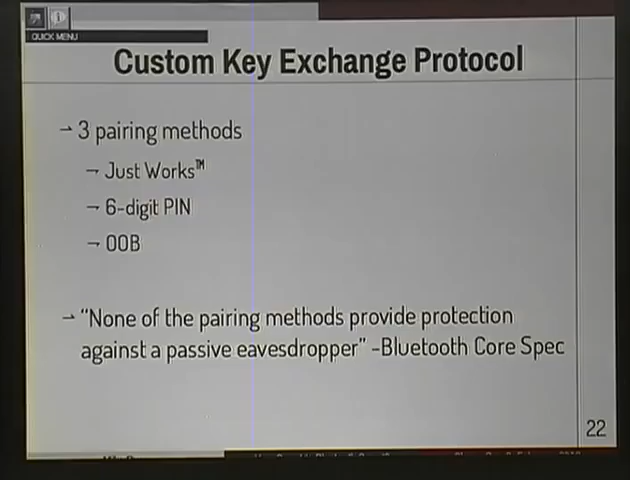 QUICK MENU
Custom Key Exchange Protocol
→ 3 pairing methods
→ Just Works™
→ 6-digit PIN
→ OOB
→ "None of the pairing methods provide protection
against a passive eavesdropper" -Bluetooth Core Spec
22